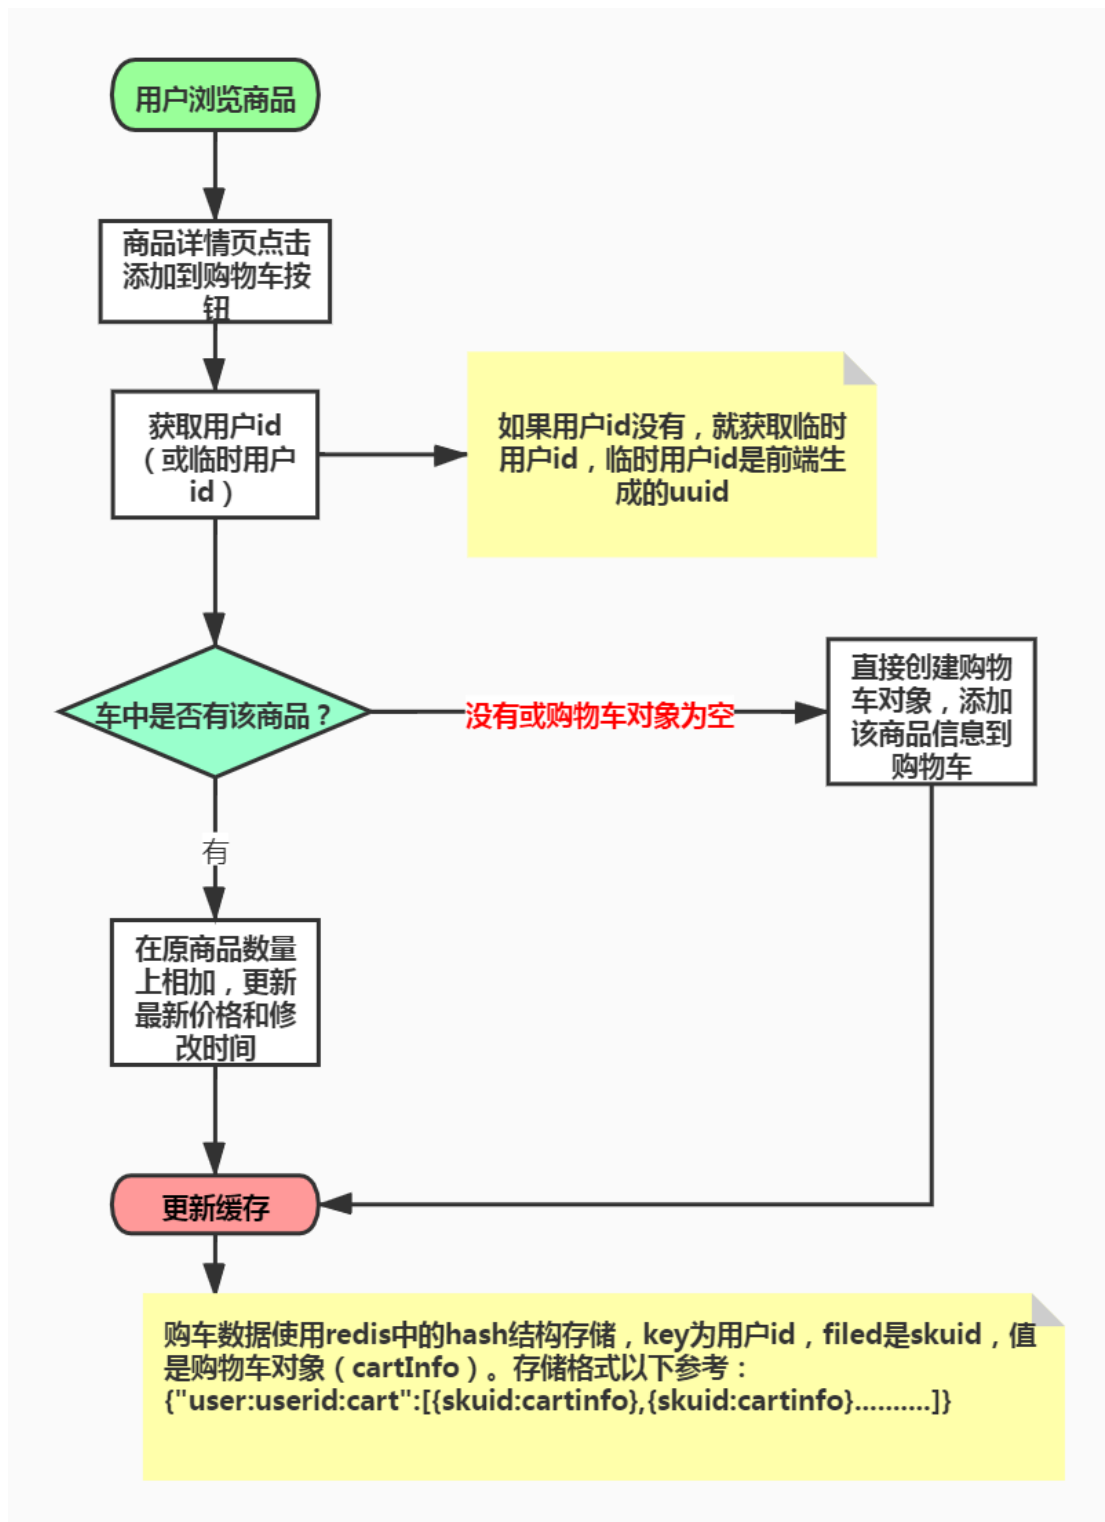 用户浏览商品
商品详情页点击
添加到购物车按
钮
获取用户id
（或临时用户
id）
如果用户id没有，就获取临时
用户id，临时用户id是前端生
成的uuid
车中是否有该商品？
没有或购物车对象为空
直接创建购物
车对象，添加
该商品信息到
购物车
有
在原商品数量
上相加，更新
最新价格和修
改时间
更新缓存
购车数据使用redis中的hash结构存储，key为用户id，filed是skuid，值
是购物车对象（cartInfo）。存储格式以下参考：
{"user:userid:cart":[{skuid:cartinfo},{skuid:cartinfo}..........]}